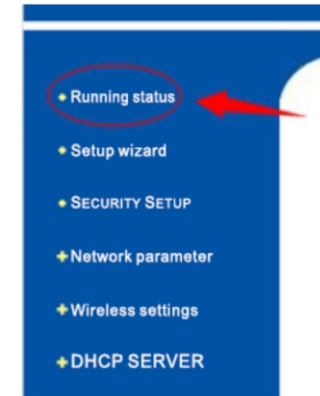 Running status
Setup wizard
SECURITY SETUP
Network parameter
Wireless settings
DHCP SERVER